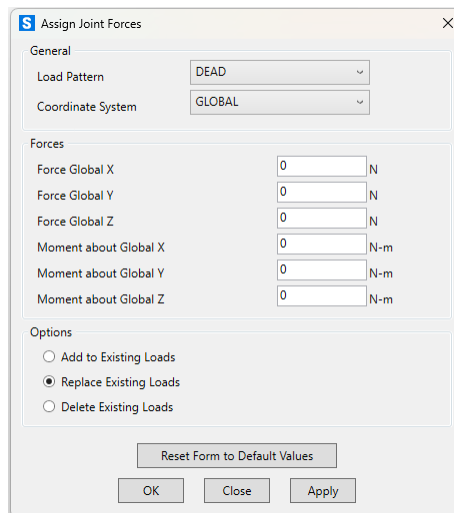 S Assign Joint Forces
General
Load Pattern DEAD
Coordinate System GLOBAL
Forces
Force Global X 0 N
Force Global Y 0 N
Force Global Z 0 N
Moment about Global X 0 N-m
Moment about Global Y 0 N-m
Moment about Global Z 0 N-m
Options
Add to Existing Loads
Replace Existing Loads
Delete Existing Loads
Reset Form to Default Values
OK Close Apply